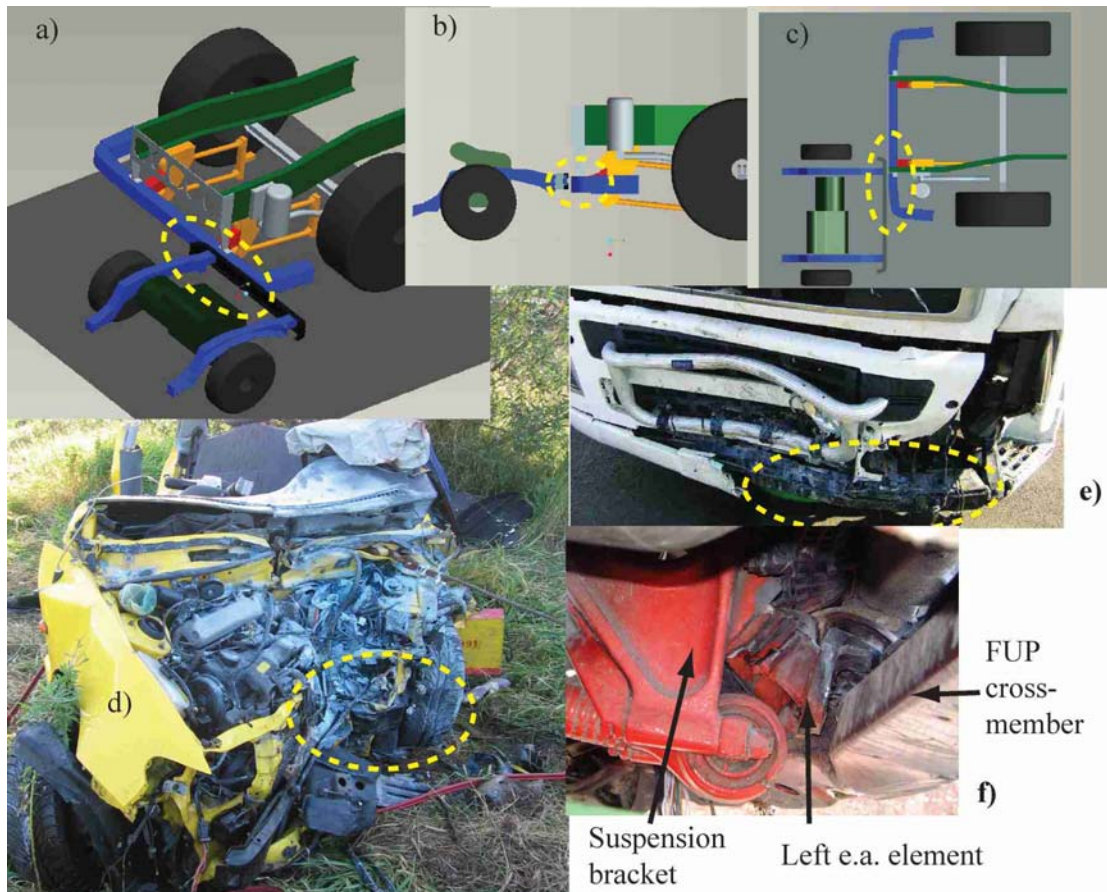 a)
b)
c)
d)
e)
f)
FUP
cross-
member
Suspension
bracket
Left e.a. element